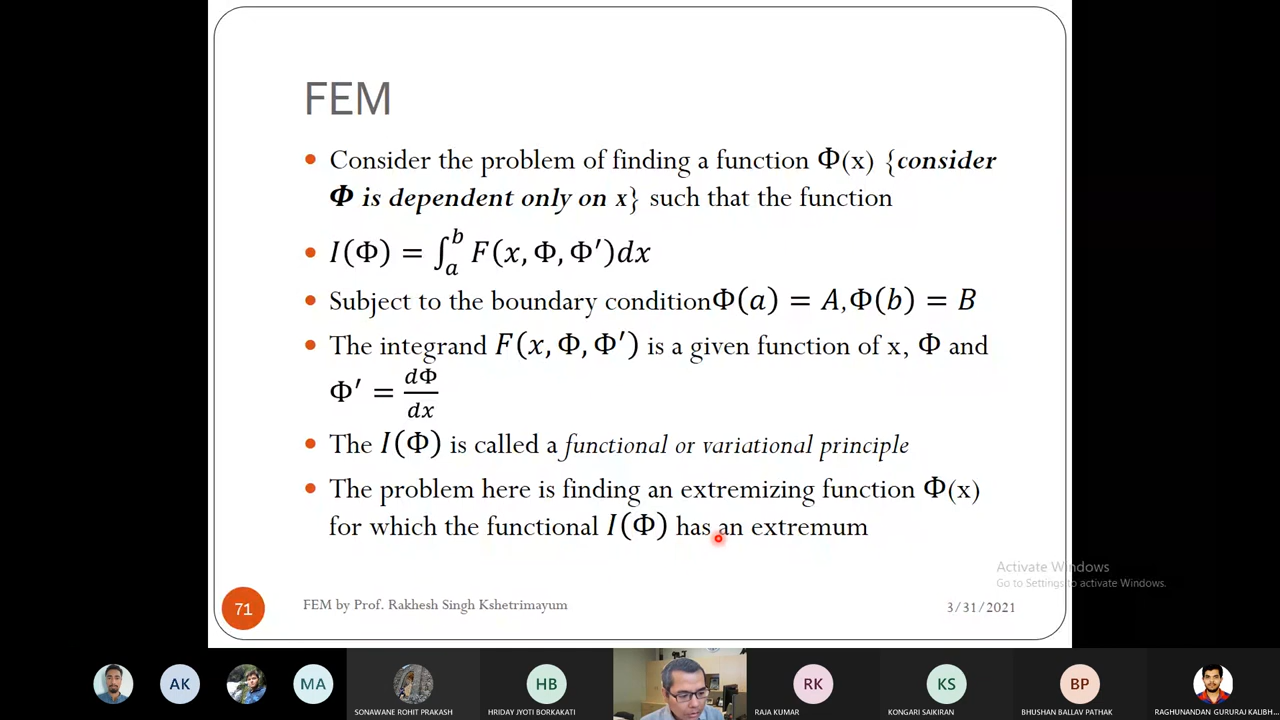 FEM
• Consider the problem of finding a function Φ(x) {consider
Φ is dependent only on x} such that the function
• I(Φ) = ∫ₐᵇ F(x, Φ, Φ′)dx
• Subject to the boundary conditionΦ(a) = A,Φ(b) = B
• The integrand F(x, Φ, Φ′) is a given function of x, Φ and
Φ′ = dΦ/dx
• The I(Φ) is called a functional or variational principle
• The problem here is finding an extremizing function Φ(x)
for which the functional I(Φ) has an extremum
Activate Windows
Go to Settings to activate Windows.
71 FEM by Prof. Rakhesh Singh Kshetrimayum 3/31/2021
AK MA HB RK KS BP
SONAWANE ROHIT PRAKASH HRIDAY JYOTI BORKAKATI RAJA KUMAR KONGARI SAIKIRAN BHUSHAN BALLAV PATHAK RAGHUNANDAN GURURAJ KALIBH...